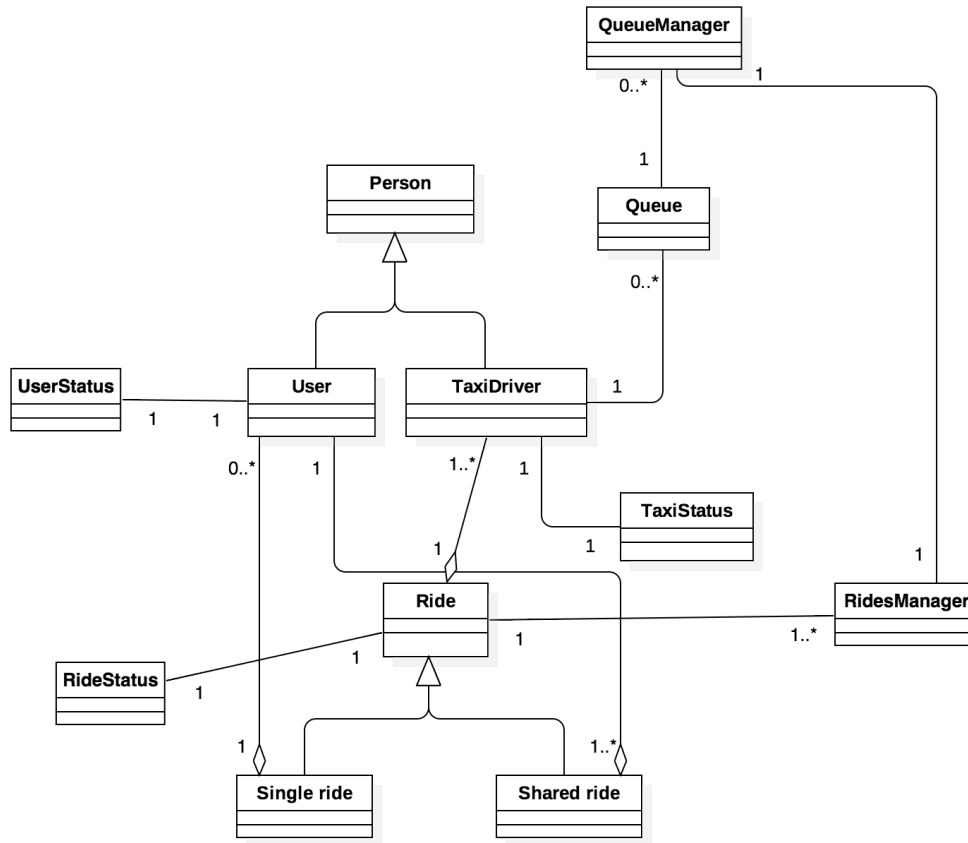 QueueManager
0..*
1
1
Person
Queue
0..*
UserStatus
User
TaxiDriver
1
1
1
0..*
1
1..*
1
TaxiStatus
1
1
Ride
RidesManager
1
1
1..*
1
RideStatus
1
1
1..*
Single ride
Shared ride